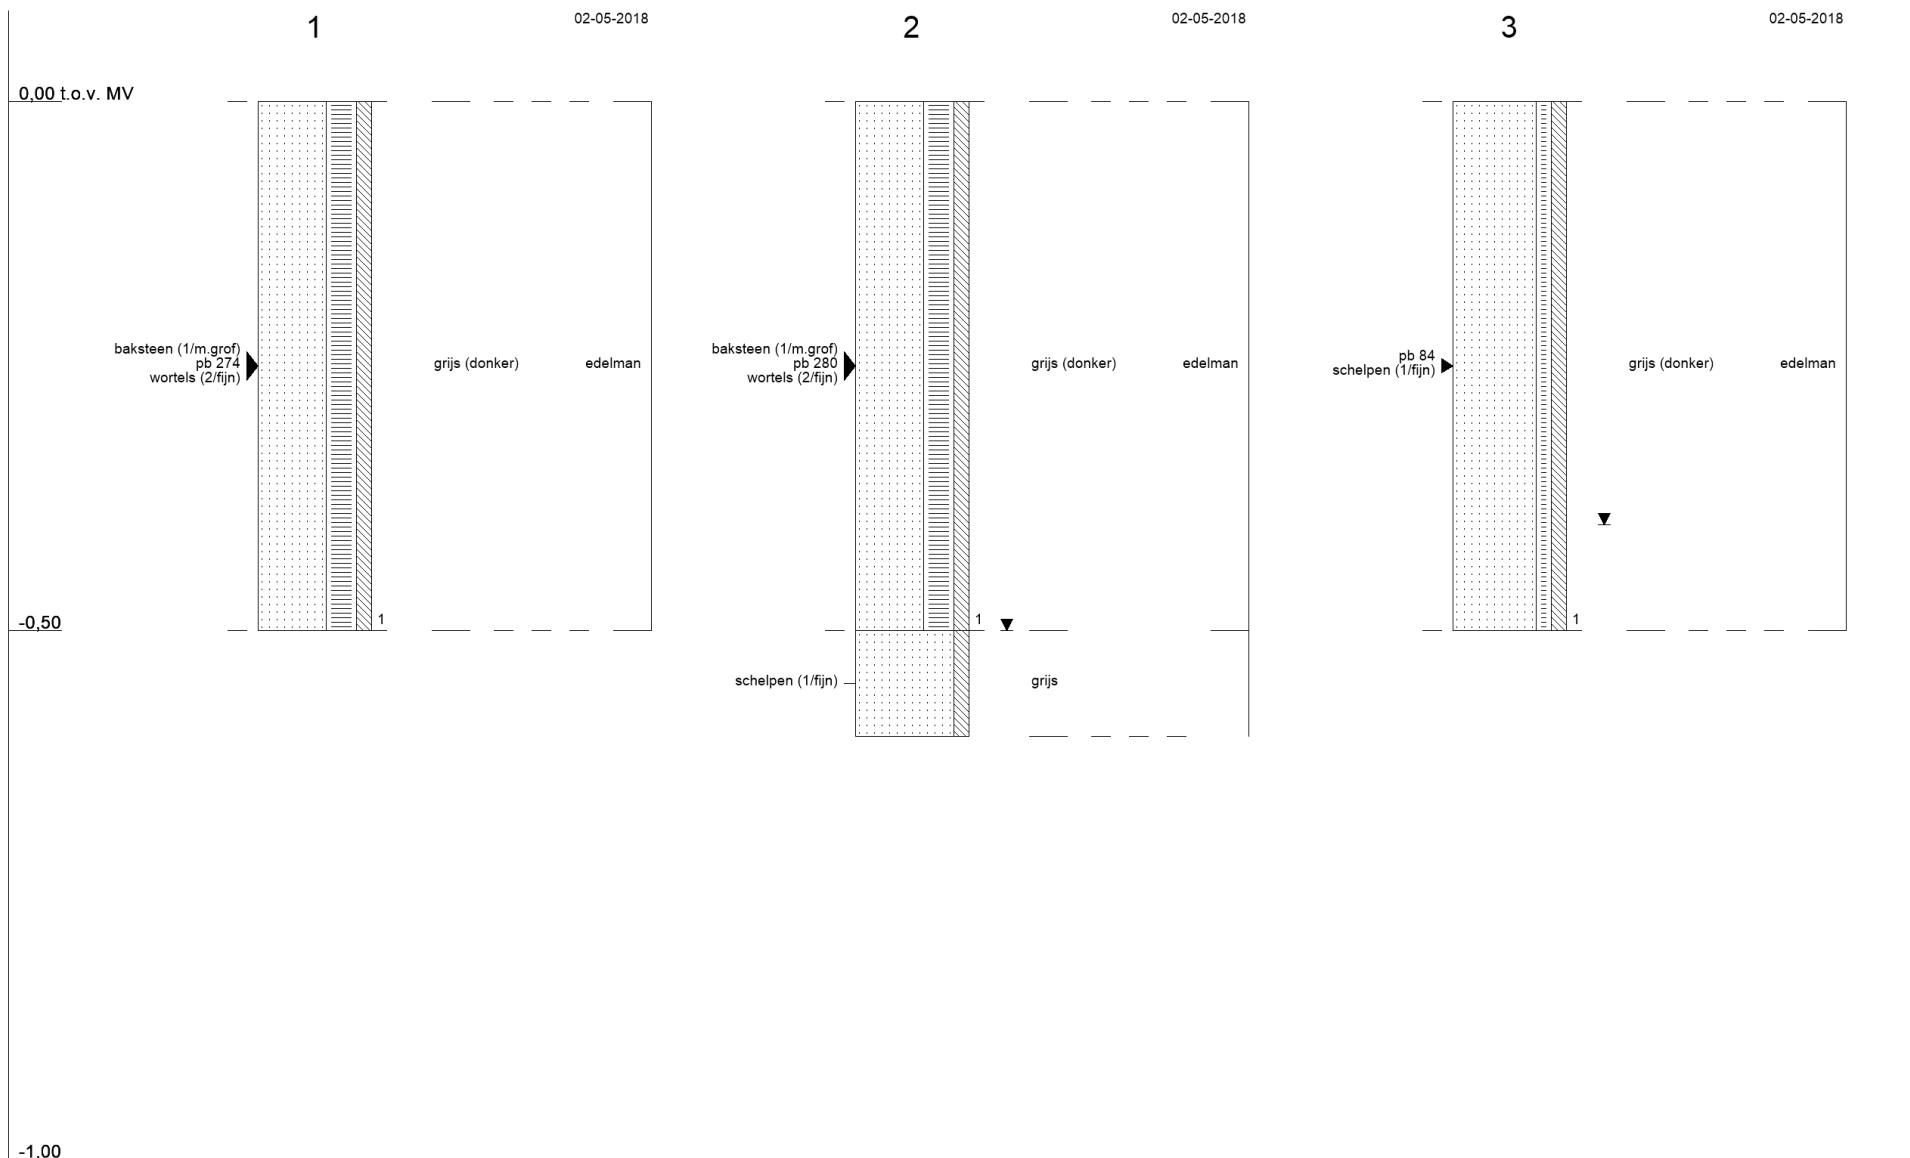 1
02-05-2018
2
02-05-2018
3
02-05-2018
0,00 t.o.v. MV
baksteen (1/m.grof)
pb 274
wortels (2/fijn)
grijs (donker)
edelman
1
baksteen (1/m.grof)
pb 280
wortels (2/fijn)
grijs (donker)
edelman
1
schelpen (1/fijn)
grijs
pb 84
schelpen (1/fijn)
grijs (donker)
edelman
1
-0,50
-1,00